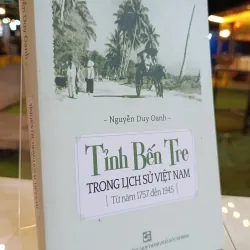 – Nguyễn Duy Oanh –
Tỉnh Bến Tre
TRONG LỊCH SỬ VIỆT NAM
[ Từ năm 1757 đến 1945 ]